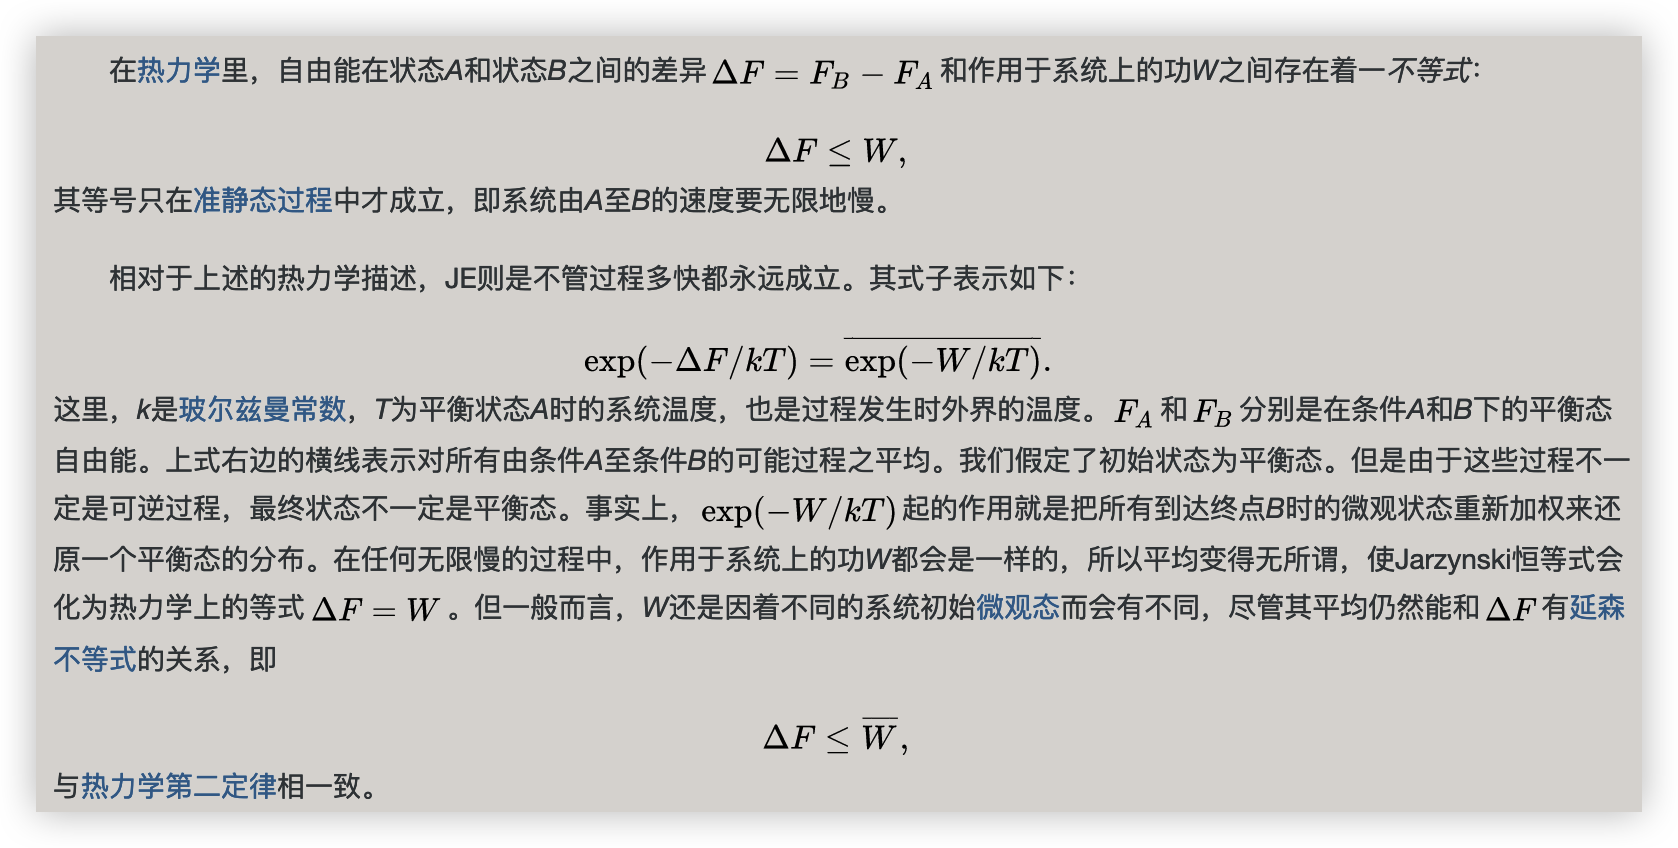 在热力学里，自由能在状态A和状态B之间的差异 ΔF = F_B − F_A 和作用于系统上的功W之间存在着一不等式：
ΔF ≤ W,
其等号只在准静态过程中才成立，即系统由A至B的速度要无限地慢。
相对于上述的热力学描述，JE则是不管过程多快都永远成立。其式子表示如下：
exp(−ΔF/kT) = \overline{exp(−W/kT)}.
这里，k是玻尔兹曼常数，T为平衡状态A时的系统温度，也是过程发生时外界的温度。 F_A 和 F_B 分别是在条件A和B下的平衡态
自由能。上式右边的横线表示对所有由条件A至条件B的可能过程之平均。我们假定了初始状态为平衡态。但是由于这些过程不一
定是可逆过程，最终状态不一定是平衡态。事实上， exp(−W/kT) 起的作用就是把所有到达终点B时的微观状态重新加权来还
原一个平衡态的分布。在任何无限慢的过程中，作用于系统上的功W都会是一样的，所以平均变得无所谓，使Jarzynski恒等式会
化为热力学上的等式 ΔF = W 。但一般而言，W还是因着不同的系统初始微观态而会有不同，尽管其平均仍然能和 ΔF 有延森
不等式的关系，即
ΔF ≤ \overline{W},
与热力学第二定律相一致。